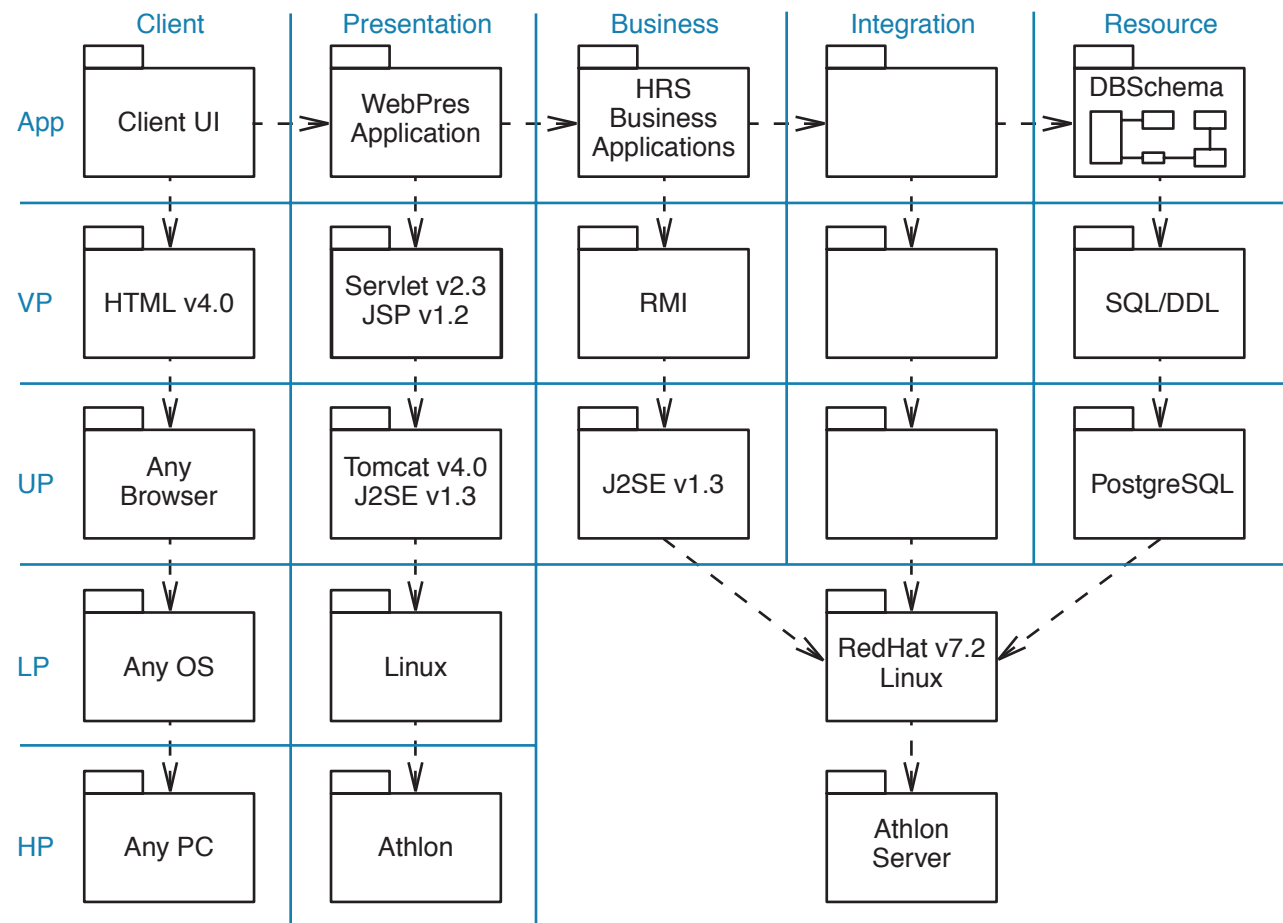 Client
Presentation
Business
Integration
Resource
App
Client UI
WebPres
Application
HRS
Business
Applications
DBSchema
VP
HTML v4.0
Servlet v2.3
JSP v1.2
RMI
SQL/DDL
UP
Any
Browser
Tomcat v4.0
J2SE v1.3
J2SE v1.3
PostgreSQL
LP
Any OS
Linux
RedHat v7.2
Linux
HP
Any PC
Athlon
Athlon
Server